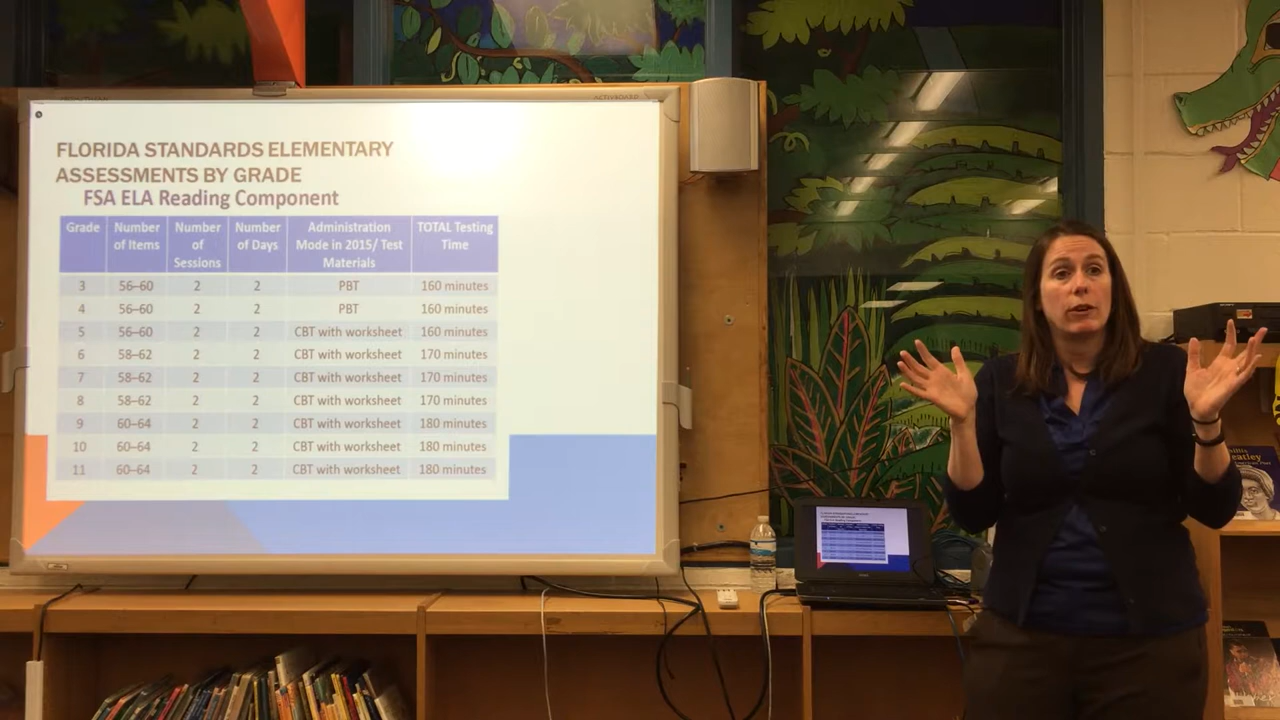 ACTIVBOARD
FLORIDA STANDARDS ELEMENTARY
ASSESSMENTS BY GRADE
FSA ELA Reading Component
Grade Number of Items Number of Sessions Number of Days Administration Mode in 2015/ Test Materials TOTAL Testing Time
3 56–60 2 2 PBT 160 minutes
4 56–60 2 2 PBT 160 minutes
5 56–60 2 2 CBT with worksheet 160 minutes
6 58–62 2 2 CBT with worksheet 170 minutes
7 58–62 2 2 CBT with worksheet 170 minutes
8 58–62 2 2 CBT with worksheet 170 minutes
9 60–64 2 2 CBT with worksheet 180 minutes
10 60–64 2 2 CBT with worksheet 180 minutes
11 60–64 2 2 CBT with worksheet 180 minutes